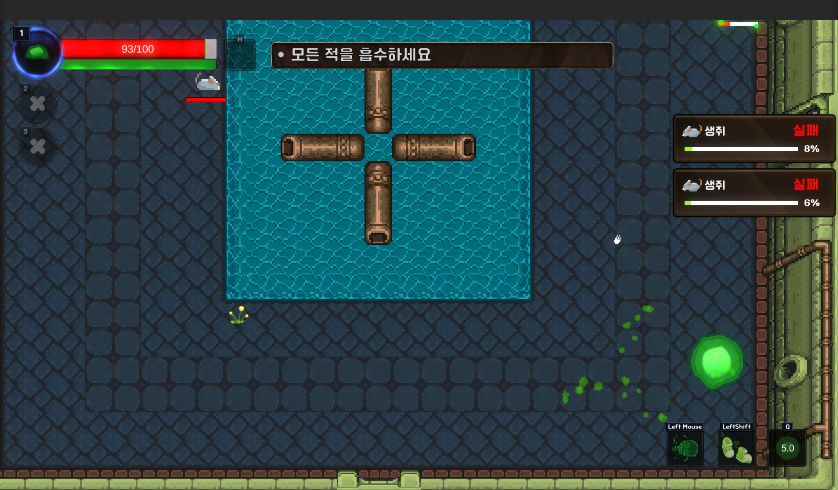 1
93/100
H
모든 적을 흡수하세요
2
3
생쥐
실패
8%
생쥐
실패
6%
Left Mouse
LeftShift
Q
5.0